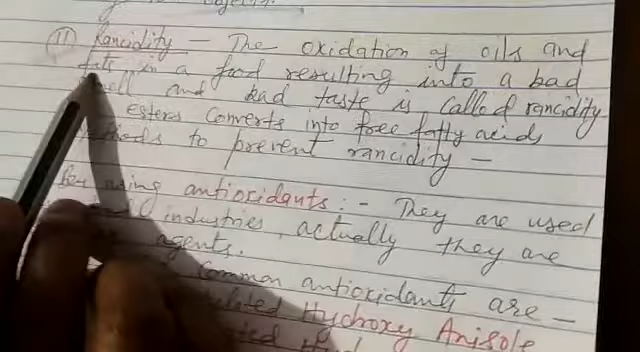 (11) Rancidity - The oxidation of oils and
fats in a food resulting into a bad
smell and bad taste is called rancidity.
esters converts into free fatty acids
to prevent rancidity -
using antioxidants :- They are used
industries, actually they are
agents.
common antioxidants are -
Hydroxy Anisole